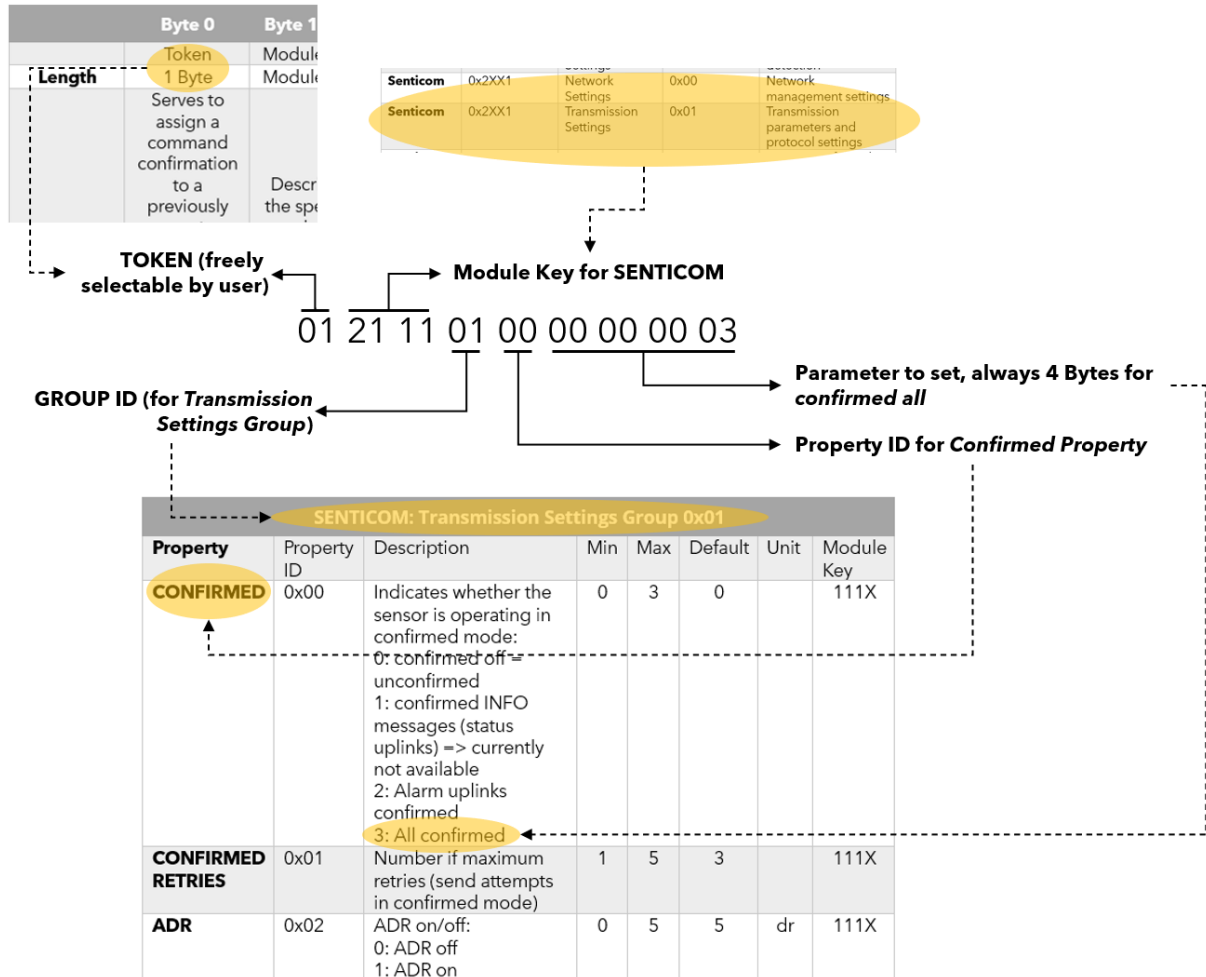 Byte 0 Byte 1
Token Module
Length 1 Byte Module
Serves to
assign a
command
confirmation
to a Descr
previously the spe
Senticom 0x2XX1 Network 0x00 Network
Settings management settings
Senticom 0x2XX1 Transmission 0x01 Transmission
Settings parameters and
protocol settings
TOKEN (freely
selectable by user)
Module Key for SENTICOM
01 21 11 01 00 00 00 00 03
GROUP ID (for Transmission
Settings Group)
Parameter to set, always 4 Bytes for
confirmed all
Property ID for Confirmed Property
SENTICOM: Transmission Settings Group 0x01
Property Property Description Min Max Default Unit Module
ID Key
CONFIRMED 0x00 Indicates whether the 0 3 0 111X
sensor is operating in
confirmed mode:
0: confirmed off =
unconfirmed
1: confirmed INFO
messages (status
uplinks) => currently
not available
2: Alarm uplinks
confirmed
3: All confirmed
CONFIRMED 0x01 Number if maximum 1 5 3 111X
RETRIES retries (send attempts
in confirmed mode)
ADR 0x02 ADR on/off: 0 5 5 dr 111X
0: ADR off
1: ADR on